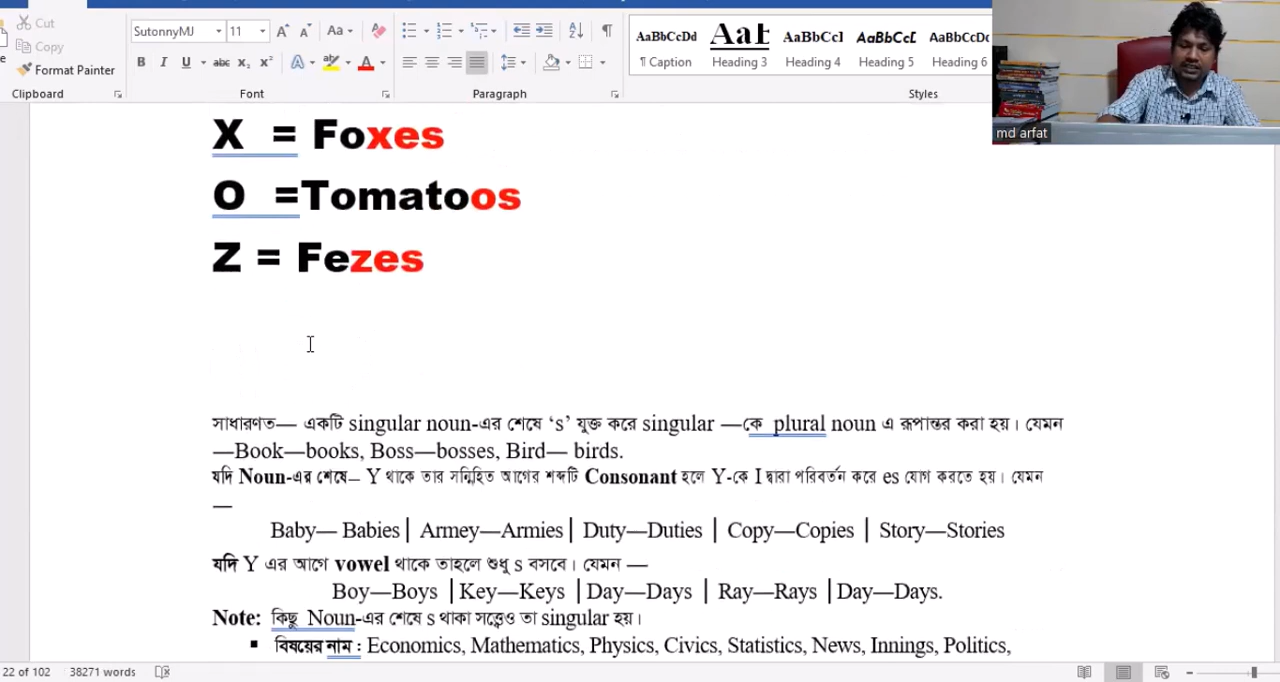 Cut
Copy
Format Painter
Clipboard
SutonnyMJ
11
Aa
Font
Paragraph
AaBbCcDd AaB AaBbCcI AaBbCcD AaBbCcDc
¶ Caption Heading 3 Heading 4 Heading 5 Heading 6
Styles
md arfat
X = Foxes
O =Tomatoos
Z = Fezes
সাধারণত— একটি singular noun-এর শেষে ‘s’ যুক্ত করে singular —কে plural noun এ রূপান্তর করা হয়। যেমন
—Book—books, Boss—bosses, Bird— birds.
যদি Noun-এর শেষে– Y থাকে তার সন্নিহিত আগের শব্দটি Consonant হলে Y-কে I দ্বারা পরিবর্তন করে es যোগ করতে হয়। যেমন
—
Baby— Babies│ Armey—Armies│ Duty—Duties │ Copy—Copies │ Story—Stories
যদি Y এর আগে vowel থাকে তাহলে শুধু s বসবে। যেমন —
Boy—Boys │Key—Keys │Day—Days │ Ray—Rays │Day—Days.
Note: কিছু Noun-এর শেষে s থাকা সত্ত্বেও তা singular হয়।
▪ বিষয়ের নাম : Economics, Mathematics, Physics, Civics, Statistics, News, Innings, Politics,
22 of 102 38271 words